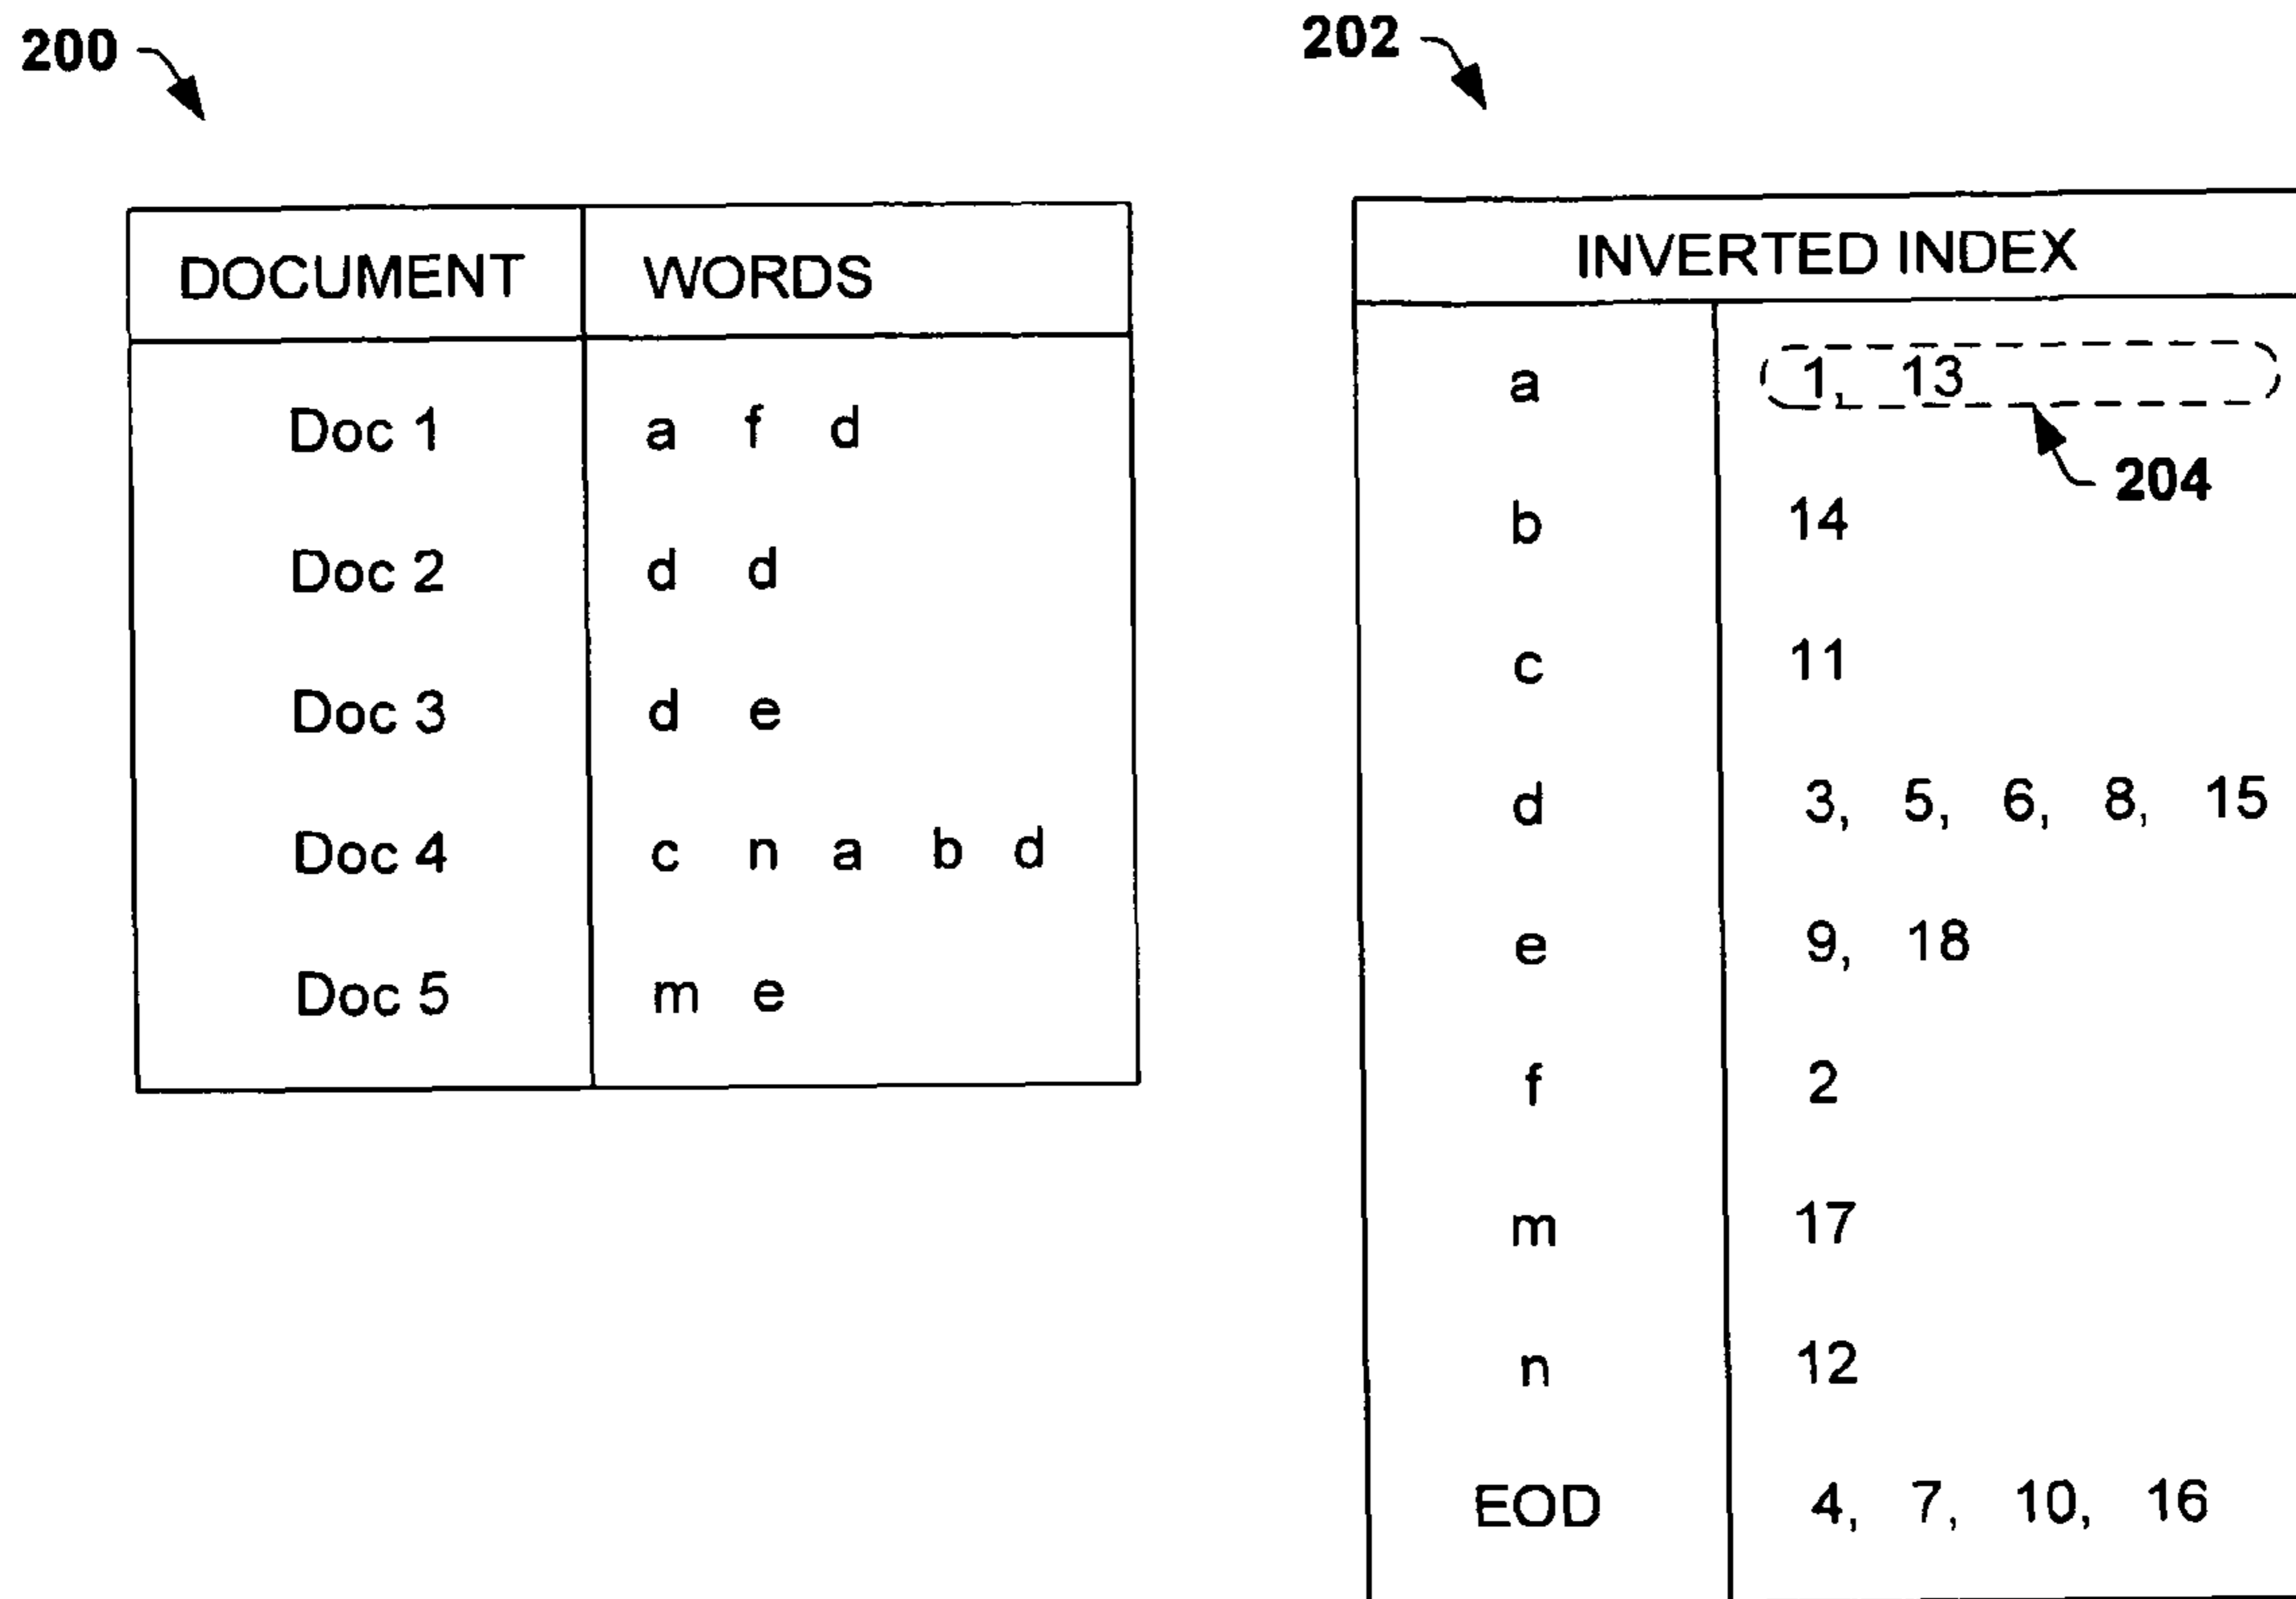 200
DOCUMENT WORDS
Doc 1 a f d
Doc 2 d d
Doc 3 d e
Doc 4 c n a b d
Doc 5 m e
202
INVERTED INDEX
a 1, 13
204
b 14
c 11
d 3, 5, 6, 8, 15
e 9, 18
f 2
m 17
n 12
EOD 4, 7, 10, 16